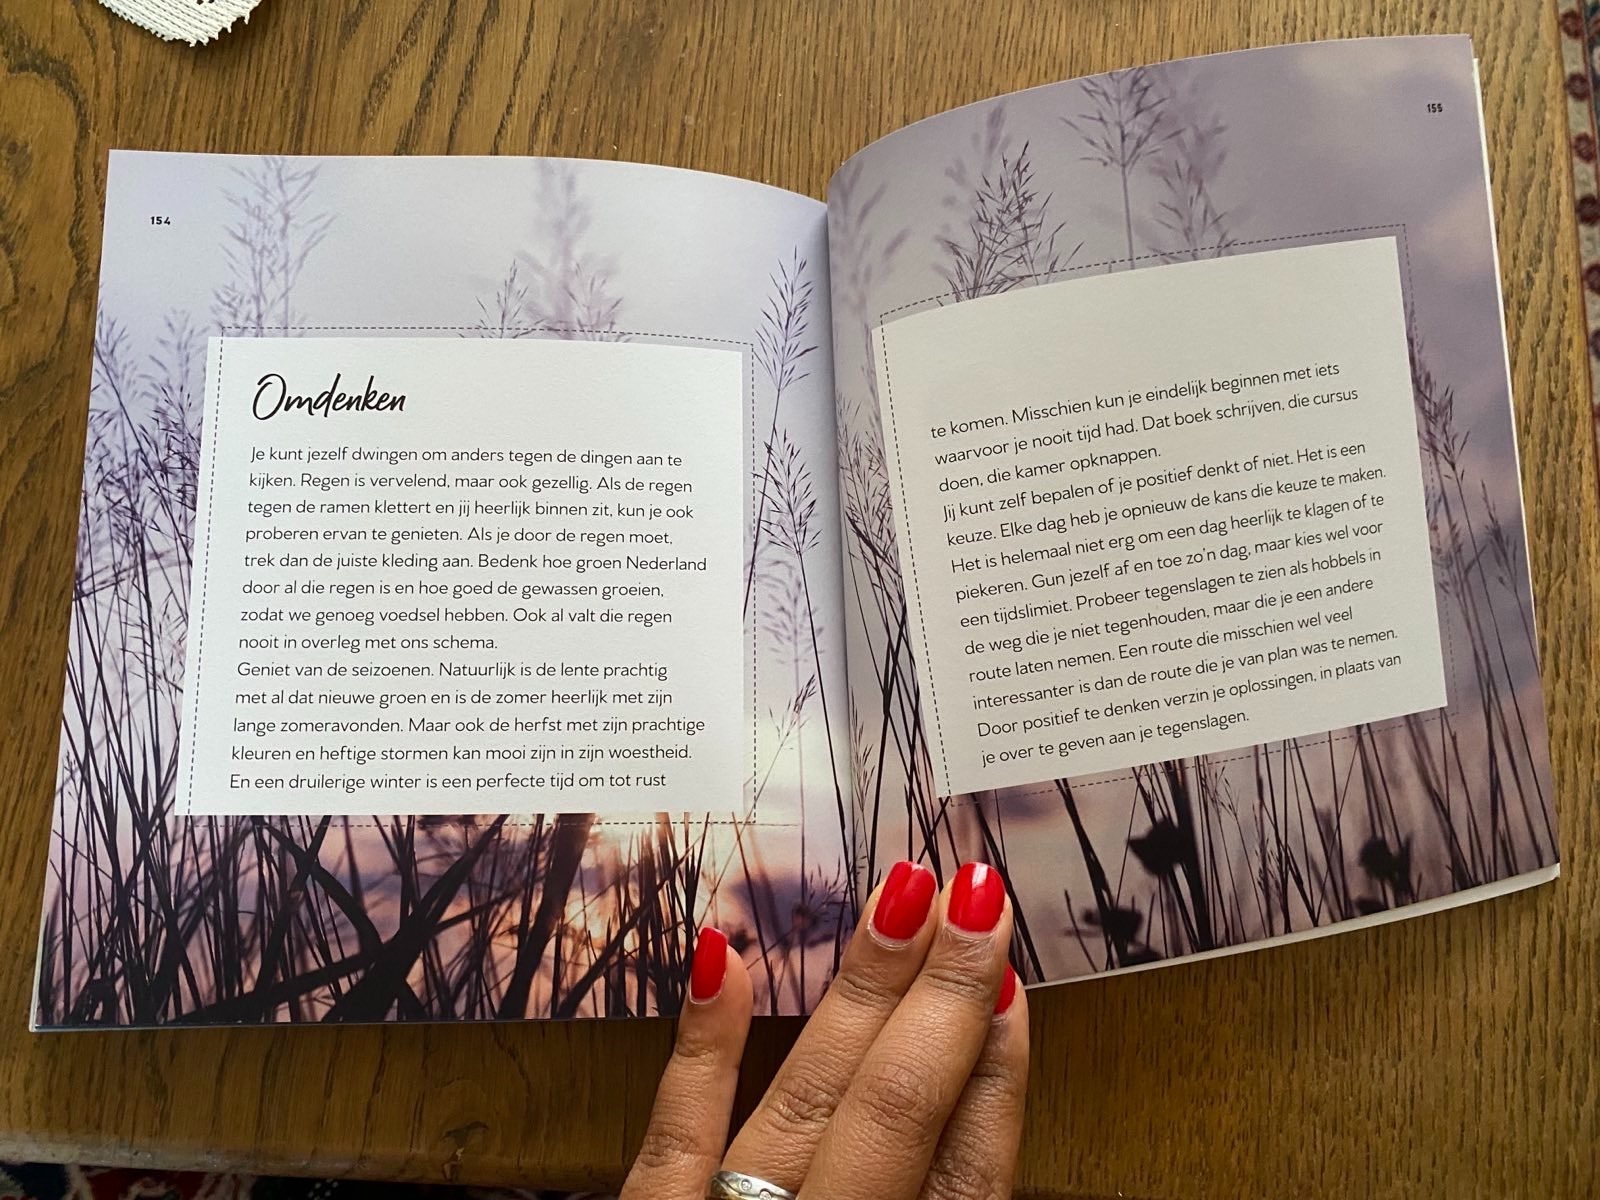 154
Omdenken
Je kunt jezelf dwingen om anders tegen de dingen aan te
kijken. Regen is vervelend, maar ook gezellig. Als de regen
tegen de ramen klettert en jij heerlijk binnen zit, kun je ook
proberen ervan te genieten. Als je door de regen moet,
trek dan de juiste kleding aan. Bedenk hoe groen Nederland
door al die regen is en hoe goed de gewassen groeien,
zodat we genoeg voedsel hebben. Ook al valt die regen
nooit in overleg met ons schema.
Geniet van de seizoenen. Natuurlijk is de lente prachtig
met al dat nieuwe groen en is de zomer heerlijk met zijn
lange zomeravonden. Maar ook de herfst met zijn prachtige
kleuren en heftige stormen kan mooi zijn in zijn woestheid.
En een druilerige winter is een perfecte tijd om tot rust
155
te komen. Misschien kun je eindelijk beginnen met iets
waarvoor je nooit tijd had. Dat boek schrijven, die cursus
doen, die kamer opknappen.
Jij kunt zelf bepalen of je positief denkt of niet. Het is een
keuze. Elke dag heb je opnieuw de kans die keuze te maken.
Het is helemaal niet erg om een dag heerlijk te klagen of te
piekeren. Gun jezelf af en toe zo'n dag, maar kies wel voor
een tijdslimiet. Probeer tegenslagen te zien als hobbels in
de weg die je niet tegenhouden, maar die je een andere
route laten nemen. Een route die misschien wel veel
interessanter is dan de route die je van plan was te nemen.
Door positief te denken verzin je oplossingen, in plaats van
je over te geven aan je tegenslagen.